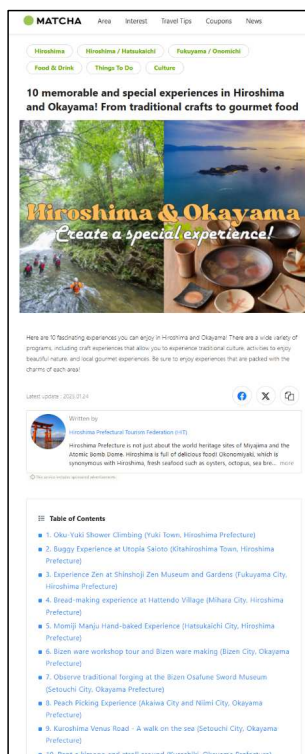 MATCHA Area Interest Travel Tips Coupons News
Hiroshima Hiroshima / Hatsukaichi Fukuyama / Onomichi
Food & Drink Things To Do Culture
10 memorable and special experiences in Hiroshima
and Okayama! From traditional crafts to gourmet food
Hiroshima & Okayama
Create a special experience!
Here are 10 fascinating experiences you can enjoy in Hiroshima and Okayama! There are a wide variety of
programs, including craft experiences that allow you to experience traditional culture, activities to enjoy
beautiful nature, and local gourmet experiences. Be sure to enjoy experiences that are packed with the
charms of each area!
Latest update :
Written by
Hiroshima Prefectural Tourism Federation (HIT)
Hiroshima Prefecture is not just about the world heritage sites of Miyajima and the
Atomic Bomb Dome. Hiroshima is full of delicious food! Okonomiyaki, which is
synonymous with Hiroshima, fresh seafood such as oysters, octopus, sea bre... more
Table of Contents
1. Oku-Yuki Shower Climbing (Yuki Town, Hiroshima Prefecture)
2. Buggy Experience at Utopia Saioto (Kitahiroshima Town, Hiroshima
Prefecture)
3. Experience Zen at Shinshoji Zen Museum and Gardens (Fukuyama City,
Hiroshima Prefecture)
4. Bread-making experience at Hattendo Village (Mihara City, Hiroshima
Prefecture)
5. Momiji Manju Hand-baked Experience (Hatsukaichi City, Hiroshima
Prefecture)
6. Bizen ware workshop tour and Bizen ware making (Bizen City, Okayama
Prefecture)
7. Observe traditional forging at the Bizen Osafune Sword Museum
(Setouchi City, Okayama Prefecture)
8. Peach Picking Experience (Akaiwa City and Niimi City, Okayama
Prefecture)
9. Kuroshima Venus Road - A walk on the sea (Setouchi City, Okayama
Prefecture)